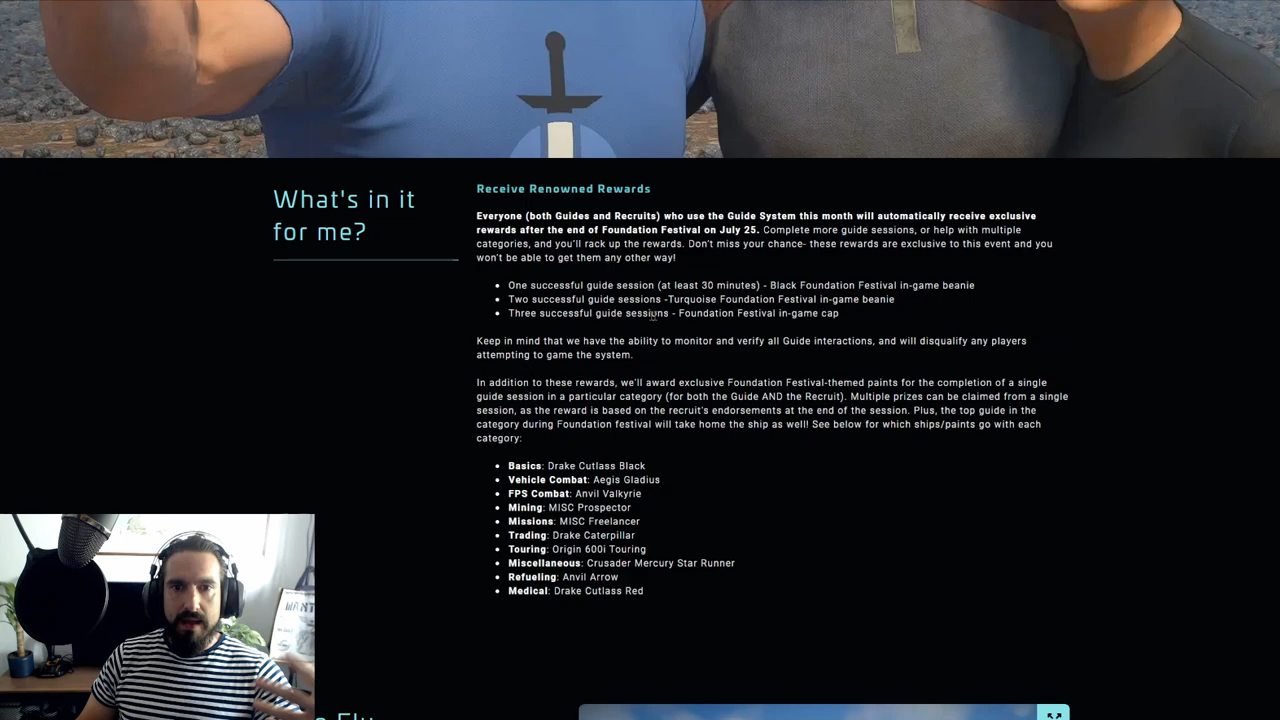 What's in it
for me?
Receive Renowned Rewards
Everyone (both Guides and Recruits) who use the Guide System this month will automatically receive exclusive
rewards after the end of Foundation Festival on July 25. Complete more guide sessions, or help with multiple
categories, and you'll rack up the rewards. Don't miss your chance- these rewards are exclusive to this event and you
won't be able to get them any other way!
• One successful guide session (at least 30 minutes) - Black Foundation Festival in-game beanie
• Two successful guide sessions -Turquoise Foundation Festival in-game beanie
• Three successful guide sessions - Foundation Festival in-game cap
Keep in mind that we have the ability to monitor and verify all Guide interactions, and will disqualify any players
attempting to game the system.
In addition to these rewards, we'll award exclusive Foundation Festival-themed paints for the completion of a single
guide session in a particular category (for both the Guide AND the Recruit). Multiple prizes can be claimed from a single
session, as the reward is based on the recruit's endorsements at the end of the session. Plus, the top guide in the
category during Foundation festival will take home the ship as well! See below for which ships/paints go with each
category:
• Basics: Drake Cutlass Black
• Vehicle Combat: Aegis Gladius
• FPS Combat: Anvil Valkyrie
• Mining: MISC Prospector
• Missions: MISC Freelancer
• Trading: Drake Caterpillar
• Touring: Origin 600i Touring
• Miscellaneous: Crusader Mercury Star Runner
• Refueling: Anvil Arrow
• Medical: Drake Cutlass Red